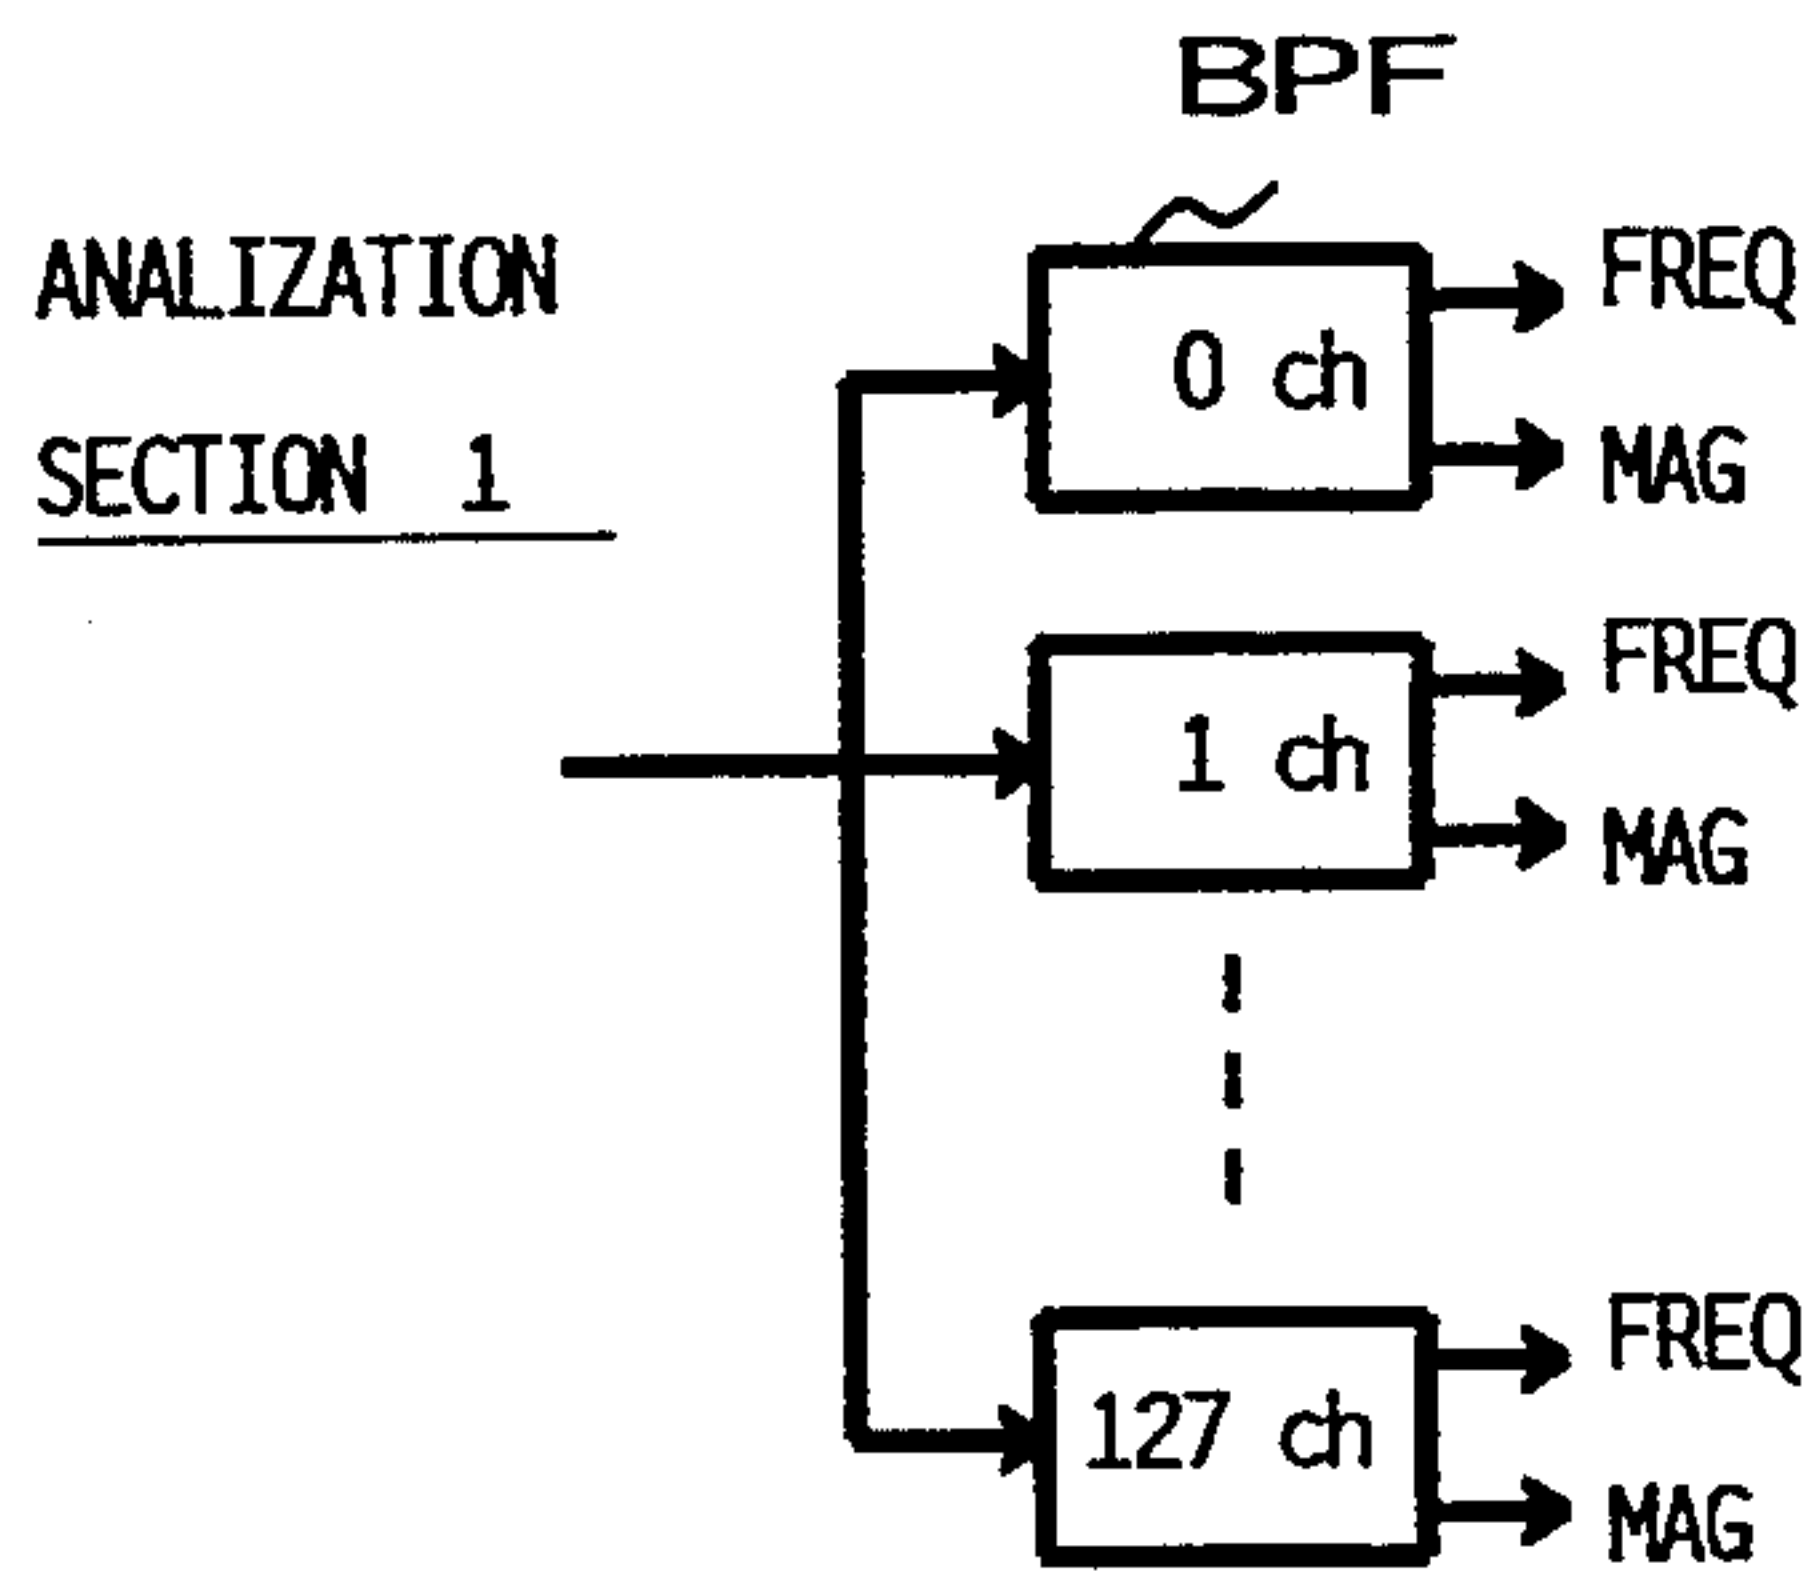 BPF
ANALIZATION
SECTION 1
0 ch
FREQ
MAG
1 ch
FREQ
MAG
127 ch
FREQ
MAG